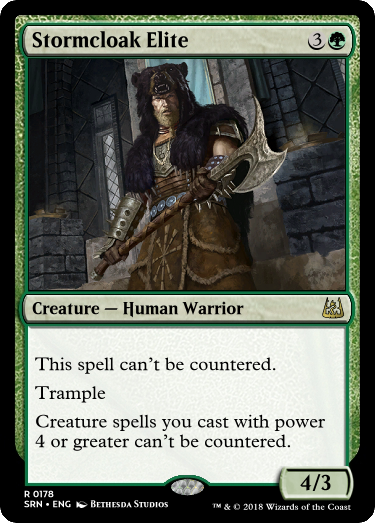 Stormcloak Elite 3
Creature — Human Warrior
This spell can't be countered.
Trample
Creature spells you cast with power
4 or greater can't be countered.
4/3
R 0178
SRN • ENG Bethesda Studios
™ & © 2018 Wizards of the Coast